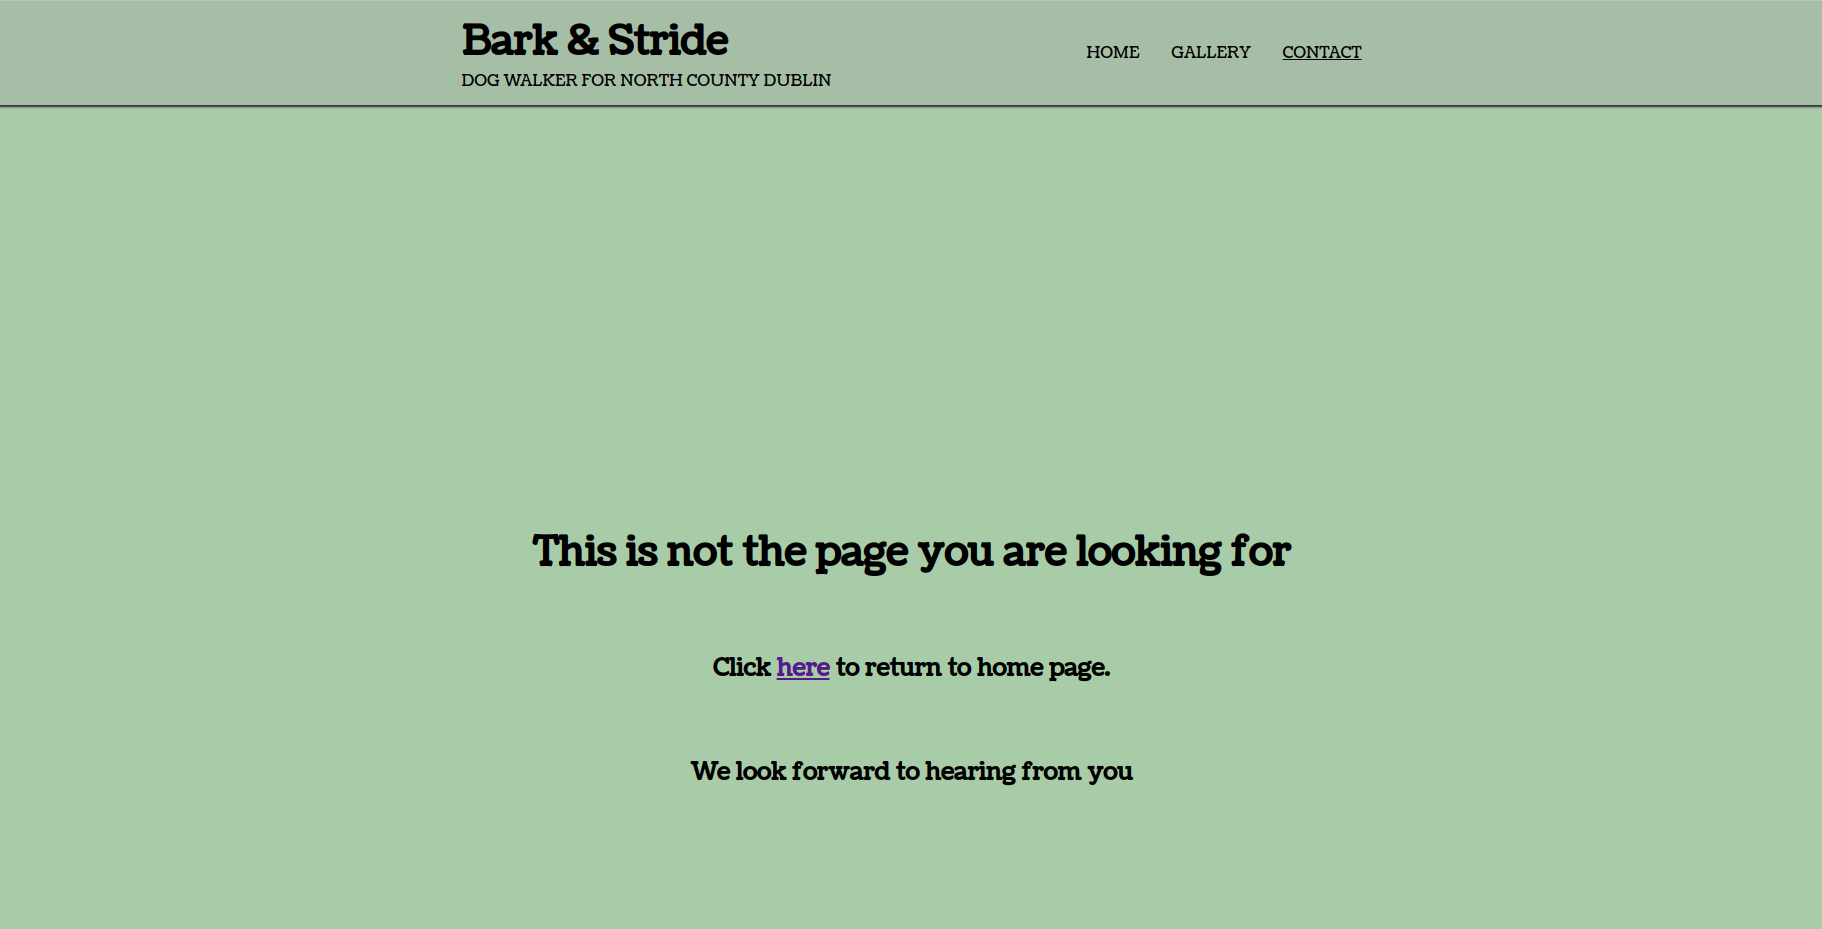 Bark & Stride
DOG WALKER FOR NORTH COUNTY DUBLIN
HOME GALLERY CONTACT
This is not the page you are looking for
Click here to return to home page.
We look forward to hearing from you